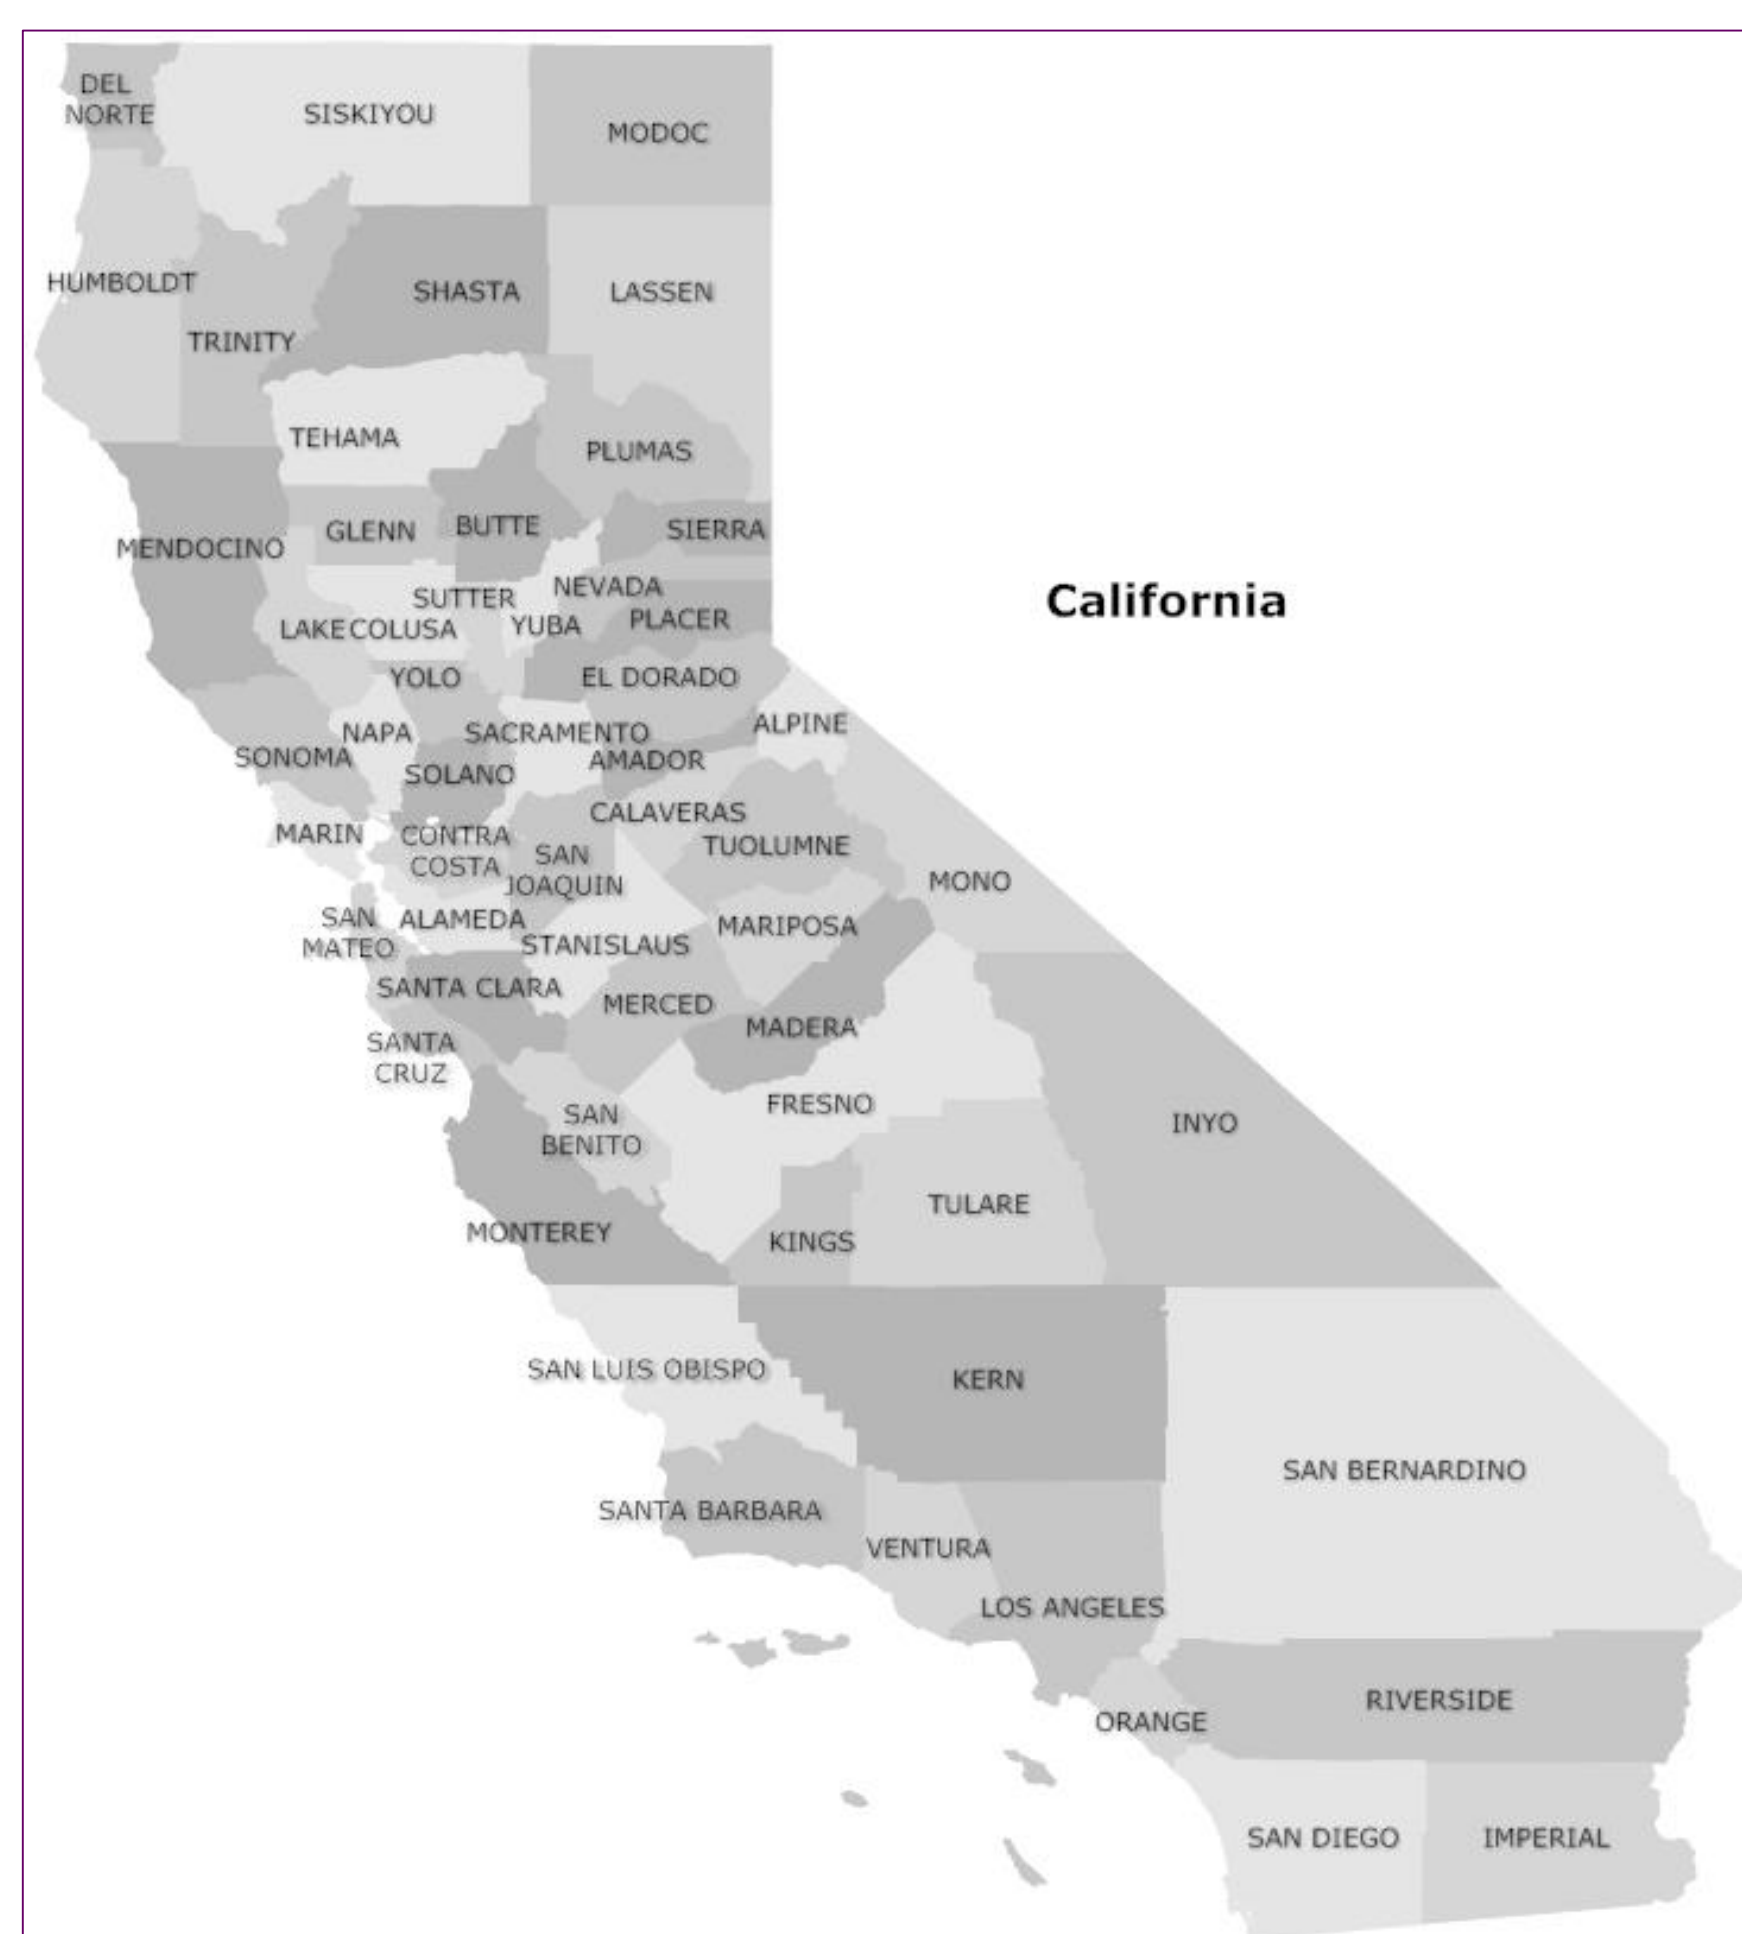 DEL
NORTE
SISKIYOU
MODOC
HUMBOLDT
TRINITY
SHASTA
LASSEN
TEHAMA
PLUMAS
MENDOCINO
GLENN
BUTTE
SIERRA
SUTTER
NEVADA
LAKE
COLUSA
YUBA
PLACER
California
YOLO
EL DORADO
NAPA
SACRAMENTO
ALPINE
SONOMA
SOLANO
AMADOR
MARIN
CONTRA
COSTA
CALAVERAS
TUOLUMNE
SAN
JOAQUIN
MONO
SAN
MATEO
ALAMEDA
STANISLAUS
MARIPOSA
SANTA CLARA
MERCED
MADERA
SANTA
CRUZ
FRESNO
SAN
BENITO
INYO
MONTEREY
KINGS
TULARE
SAN LUIS OBISPO
KERN
SAN BERNARDINO
SANTA BARBARA
VENTURA
LOS ANGELES
ORANGE
RIVERSIDE
SAN DIEGO
IMPERIAL